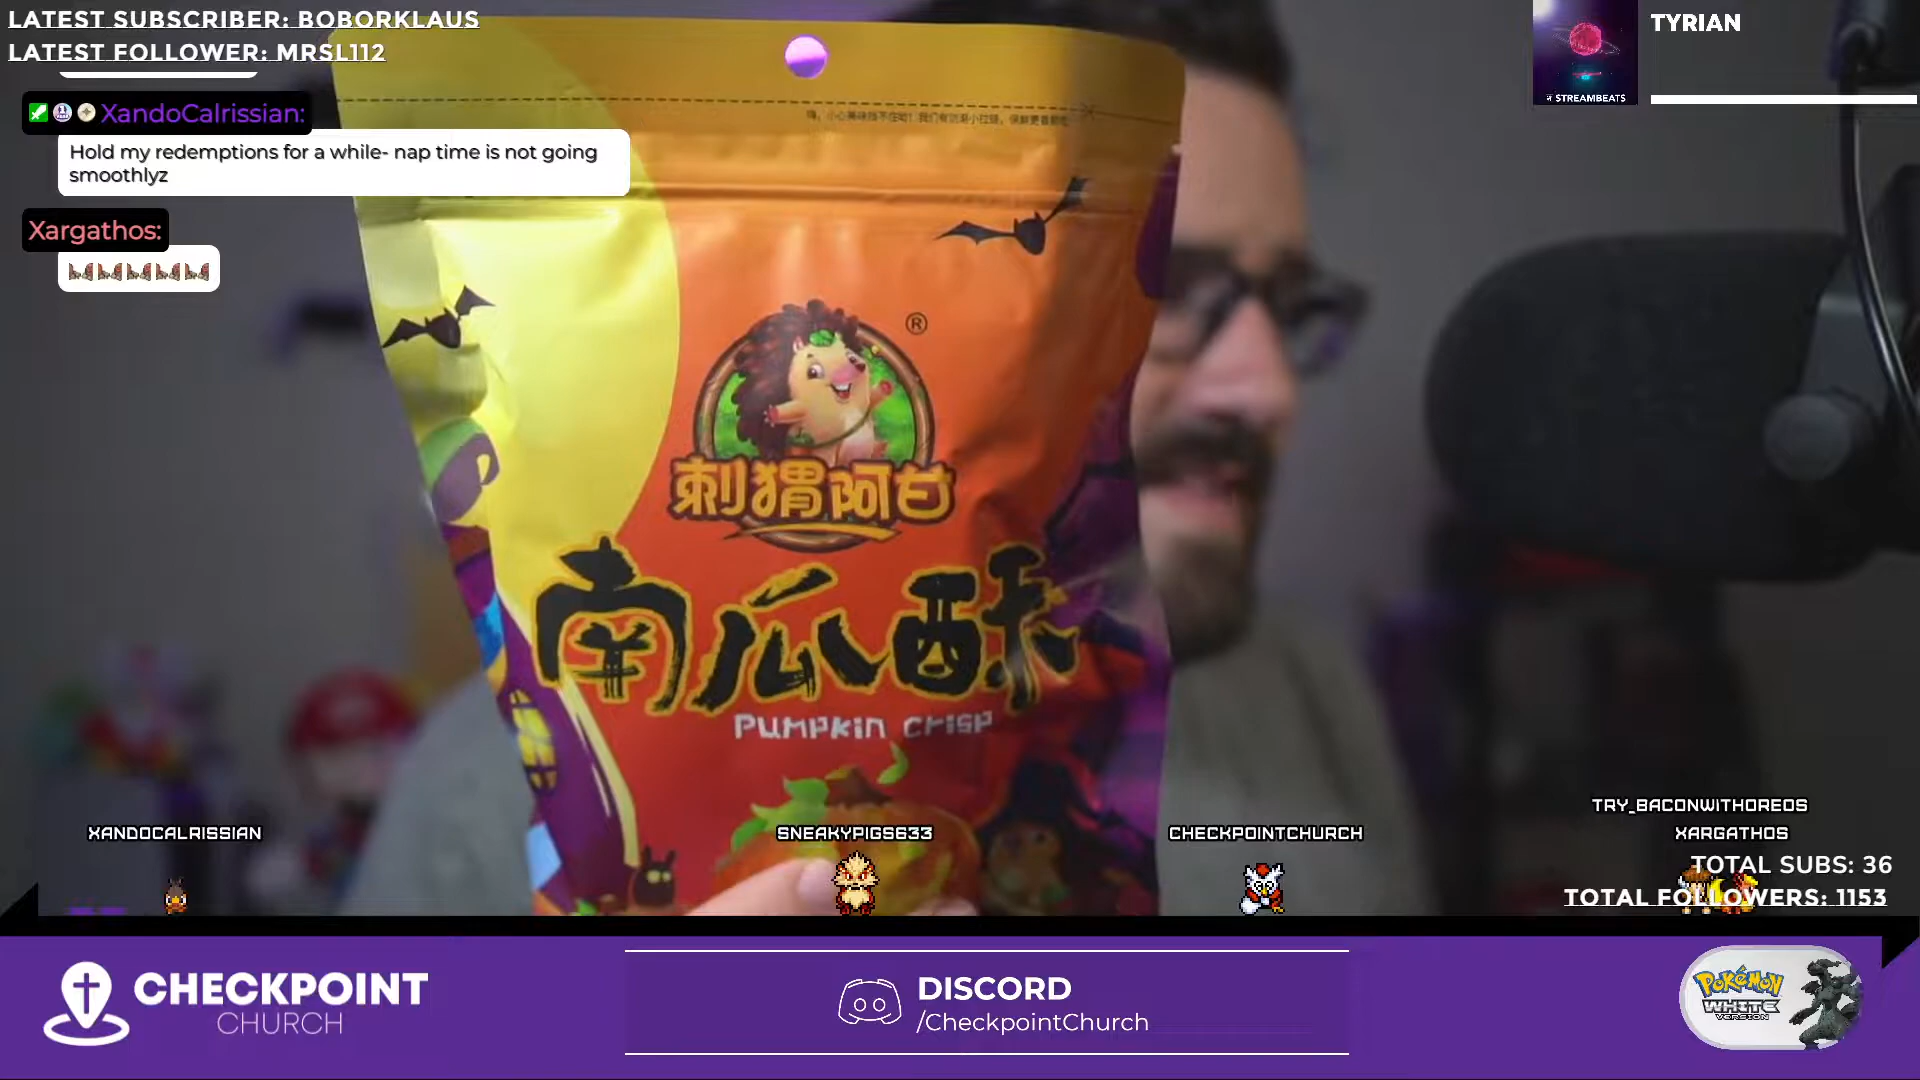 LATEST SUBSCRIBER: BOBORKLAUS
LATEST FOLLOWER: MRSL112
XandoCalrissian:
Hold my redemptions for a while- nap time is not going
smoothlyz
Xargathos:
TYRIAN
STREAMBEATS
®
刺猬阿甘
南瓜酥
PUMPKIN CRISP
XANDOCALRISSIAN
SNEAKYPIGS633
CHECKPOINTCHURCH
TRY_BACONWITHOREOS
XARGATHOS
TOTAL SUBS: 36
TOTAL FOLLOWERS: 1153
CHECKPOINT
CHURCH
DISCORD
/CheckpointChurch
POKéMON
WHITE
VERSION